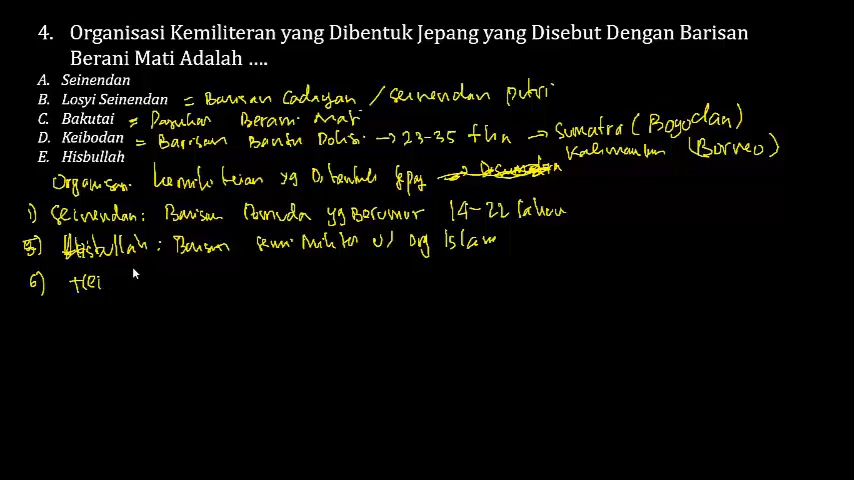 4. Organisasi Kemiliteran yang Dibentuk Jepang yang Disebut Dengan Barisan
Berani Mati Adalah ....
A. Seinendan
B. Losyi Seinendan = Barisan Cadangan / Seinendan putri
C. Bakutai = Pasukan Berani Mati
D. Keibodan = Barisan Bantu Polisi → 23-35 thn → Sumatra (Bogodan)
Kalimantan (Borneo)
E. Hisbullah
Organisasi kemiliteran yg Dibentuk Jepang →
1) Seinendan : Barisan Pemuda yg Berumur 14-22 tahun
5) Hisbullah : Barisan semi militer u/ org Islam
6) Hei